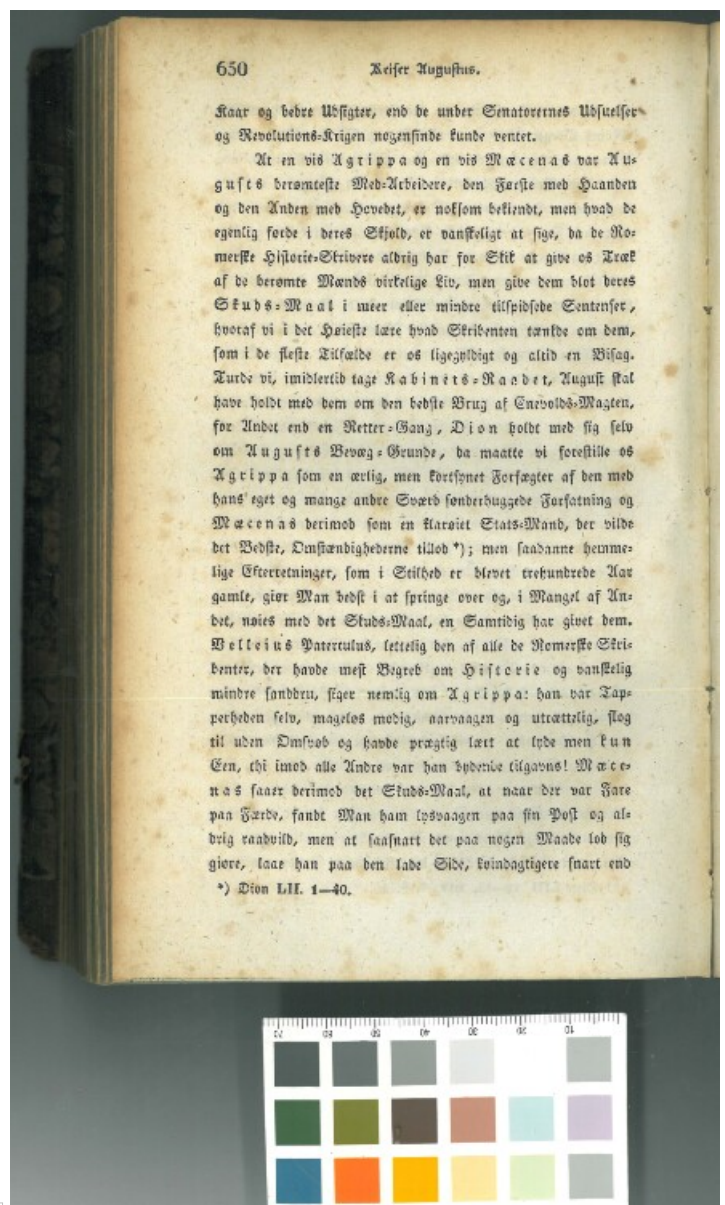 650
Keiser Augustus.
Kaar og bedre Udsigter, end de under Senatorernes Udsuelser
og Revolutions-Krigen nogensinde kunde ventet.
At en vis Agrippa og en vis Mæcenas var Au-
gusts berømteste Med-Arbeidere, den Første med Haanden
og den Anden med Hovedet, er noksom bekiendt, men hvad de
egenlig førde i deres Skjold, er vanskeligt at sige, da de Ro-
merske Historie-Skrivere aldrig har for Skik at give os Træk
af de berømte Mænds virkelige Liv, men give dem blot deres
Skuds-Maal i meer eller mindre tilspidsede Sentenser,
hvoraf vi i det Høieste lære hvad Skribenten tænkde om dem,
som i de fleste Tilfælde er os ligegyldigt og altid en Bisag.
Turde vi, imidlertid tage Kabinets-Raadet, August skal
have holdt med dem om den bedste Brug af Enevolds-Magten,
for Andet end en Retter-Gang, Dion holdt med sig selv
om Augusts Bevæg-Grunde, da maatte vi forestille os
Agrippa som en ærlig, men kortsynet Forfægter af den med
hans eget og mange andre Sværd sønderhuggede Forfatning og
Mæcenas derimod som en klarøiet Stats-Mand, der vilde
det Bedste, Omstændighederne tillod *); men saadanne hemme-
lige Efterretninger, som i Stilhed er blevet trehundrede Aar
gamle, giør Man bedst i at springe over og, i Mangel af An-
det, nøies med det Skuds-Maal, en Samtidig har givet dem.
Vellejus Paterculus, lettelig den af alle de Romerske Skri-
benter, der havde mest Begreb om Historie og vanskelig
mindre sanddru, siger nemlig om Agrippa: han var Tap-
perheden selv, mageløs modig, aarvaagen og utrættelig, slog
til uden Omsvøb og havde prægtig lært at lyde men kun
Een, thi imod alle Andre var han bydende tilgavns! Mæce-
nas faaer derimod det Skuds-Maal, at naar der var Fare
paa Færde, fandt Man ham lysvaagen paa sin Post og al-
drig raadvild, men at saasnart det paa nogen Maade lod sig
giøre, laae han paa den lade Side, kvindagtigere snart end
*) Dion LII. 1—40.
70 60 50 40 30 20 10